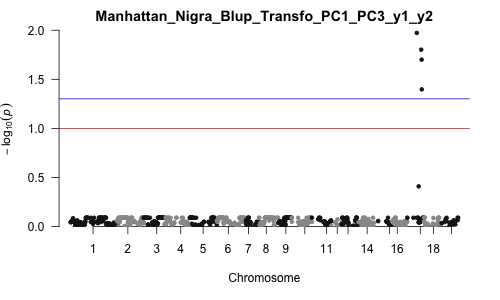 Manhattan_Nigra_Blup_Transfo_PC1_PC3_y1_y2
2.0
1.5
1.0
0.5
0.0
− log₁₀(p)
1 2 3 4 5 6 7 8 9 11 14 16 18
Chromosome